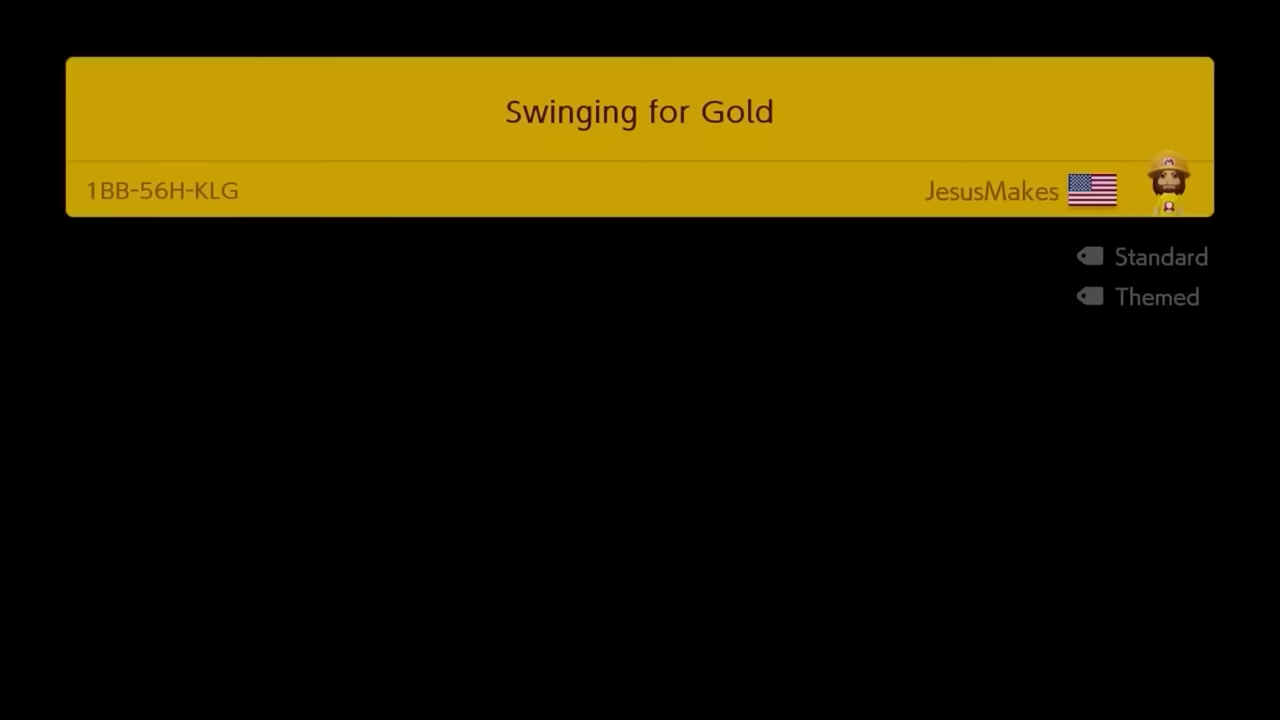 Swinging for Gold
1BB-56H-KLG
JesusMakes
Standard
Themed